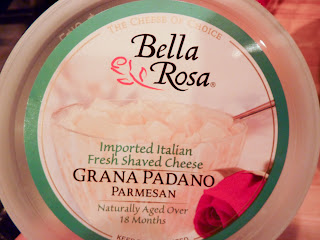 THE CHEESE OF CHOICE
Bella
Rosa®
Imported Italian
Fresh Shaved Cheese
GRANA PADANO
PARMESAN
Naturally Aged Over
18 Months